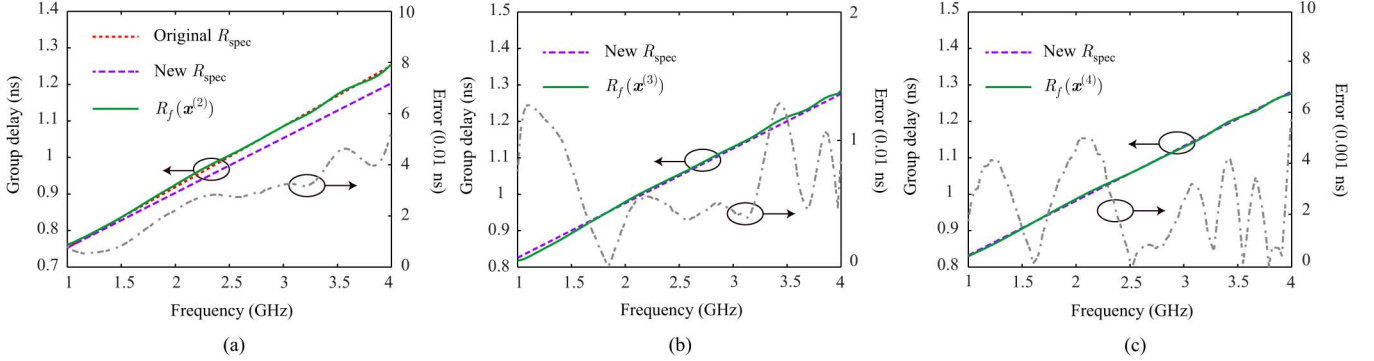 1.4
1.3
1.2
1.1
1
0.9
0.8
0.7
Group delay (ns)
Original R_spec
New R_spec
R_f(x^(2))
10
8
6
4
2
0
Error (0.01 ns)
1 1.5 2 2.5 3 3.5 4
Frequency (GHz)
(a)
1.5
1.4
1.3
1.2
1.1
1
0.9
0.8
Group delay (ns)
New R_spec
R_f(x^(3))
2
1
0
Error (0.01 ns)
1 1.5 2 2.5 3 3.5 4
Frequency (GHz)
(b)
1.5
1.4
1.3
1.2
1.1
1
0.9
0.8
Group delay (ns)
New R_spec
R_f(x^(4))
10
8
6
4
2
0
Error (0.001 ns)
1 1.5 2 2.5 3 3.5 4
Frequency (GHz)
(c)